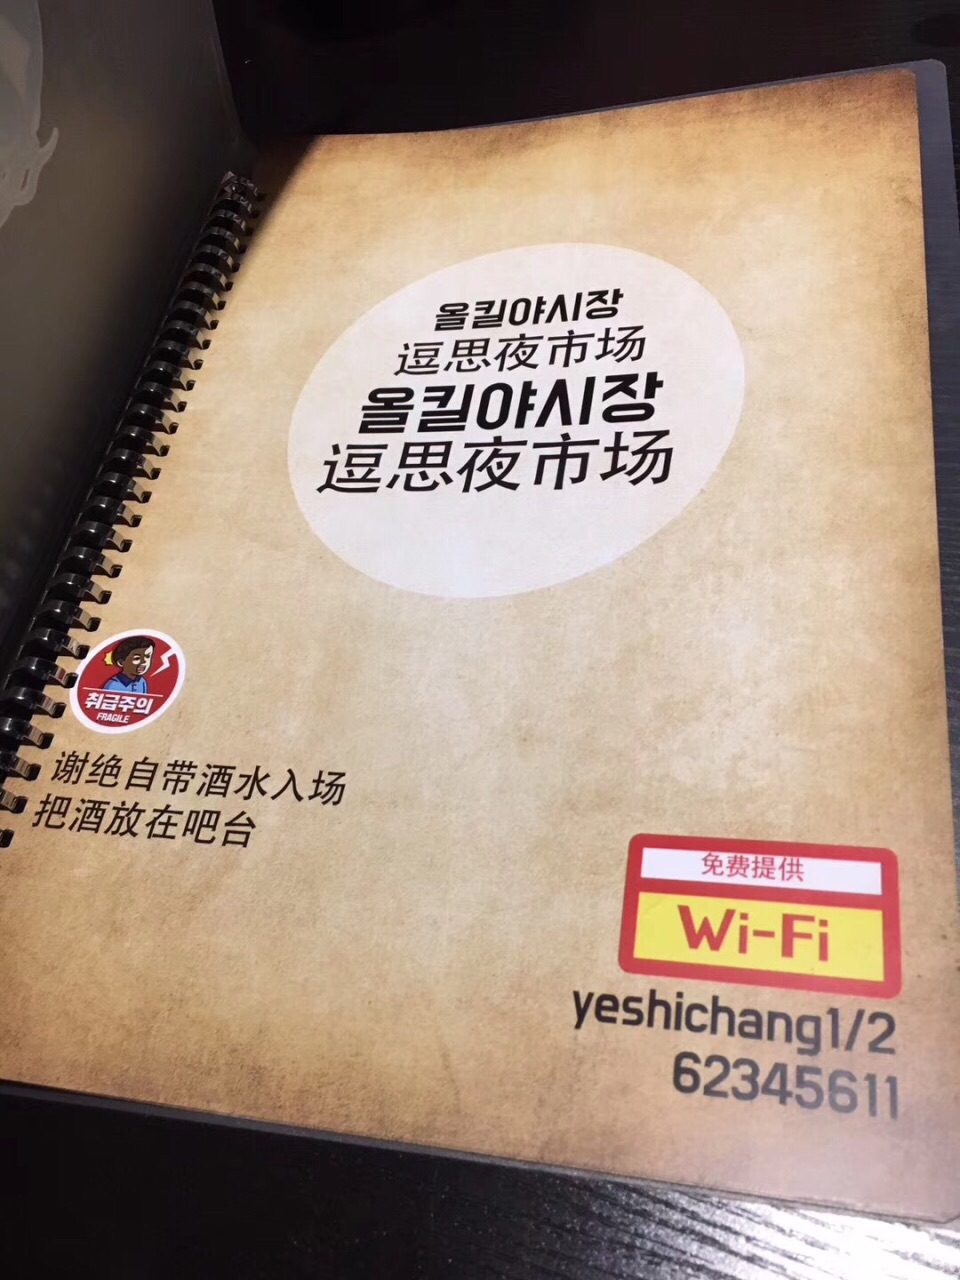 올킬야시장
逗思夜市场
올킬야시장
逗思夜市场
취급주의
FRAGILE
谢绝自带酒水入场
把酒放在吧台
免费提供
Wi-Fi
yeshichang1/2
62345611